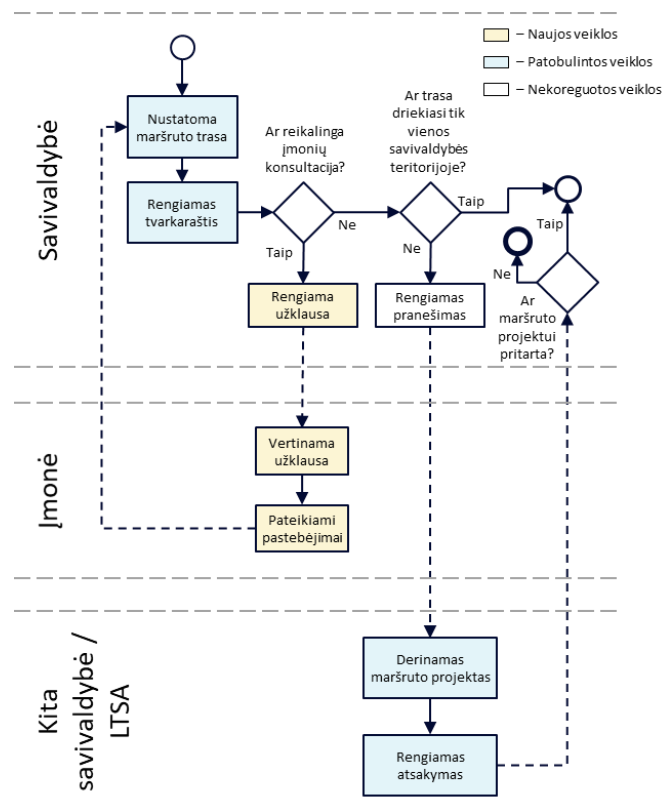 – Naujos veiklos
– Patobulintos veiklos
– Nekoreguotos veiklos
Savivaldybė
Nustatoma
maršruto trasa
Rengiamas
tvarkaraštis
Ar reikalinga
įmonių
konsultacija?
Ar trasa
driekiasi tik
vienos
savivaldybės
teritorijoje?
Taip
Ne
Taip
Ne
Taip
Ne
Rengiama
užklausa
Rengiamas
pranešimas
Ar
maršruto
projektui
pritarta?
Įmonė
Vertinama
užklausa
Pateikiami
pastebėjimai
Kita
savivaldybė /
LTSA
Derinamas
maršruto projektas
Rengiamas
atsakymas